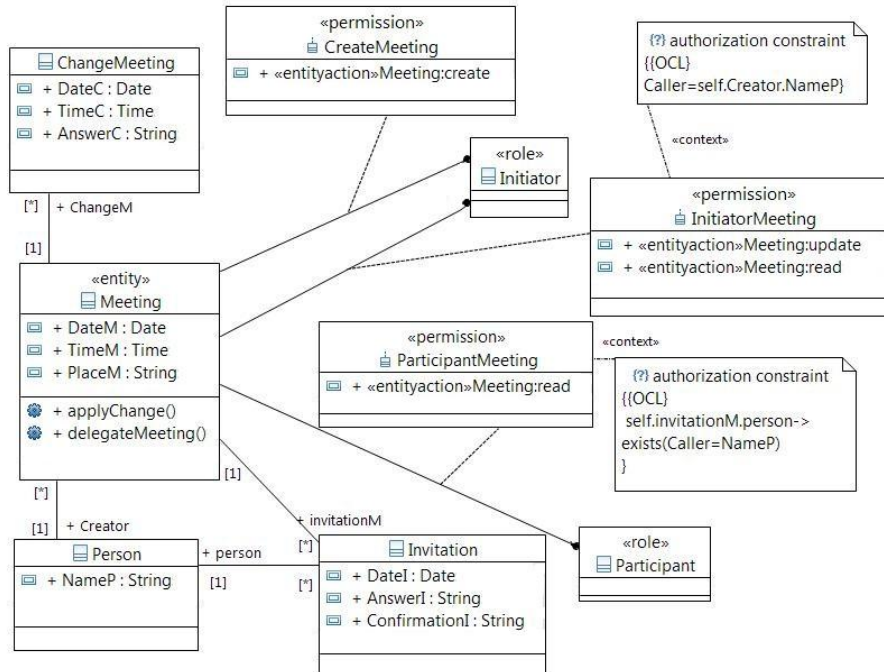 ChangeMeeting
+ DateC : Date
+ TimeC : Time
+ AnswerC : String
«permission»
CreateMeeting
+ «entityaction»Meeting:create
{?} authorization constraint
{{OCL}
Caller=self.Creator.NameP}
«context»
«role»
Initiator
[*]
+ ChangeM
[1]
«permission»
InitiatorMeeting
+ «entityaction»Meeting:update
+ «entityaction»Meeting:read
«entity»
Meeting
+ DateM : Date
+ TimeM : Time
+ PlaceM : String
+ applyChange()
+ delegateMeeting()
«permission»
ParticipantMeeting
+ «entityaction»Meeting:read
«context»
{?} authorization constraint
{{OCL}
self.invitationM.person->
exists(Caller=NameP)
}
[1]
[*]
+ Creator
[1]
+ invitationM
[*]
Person
+ NameP : String
+ person
[1]
[*]
Invitation
+ DateI : Date
+ AnswerI : String
+ ConfirmationI : String
«role»
Participant